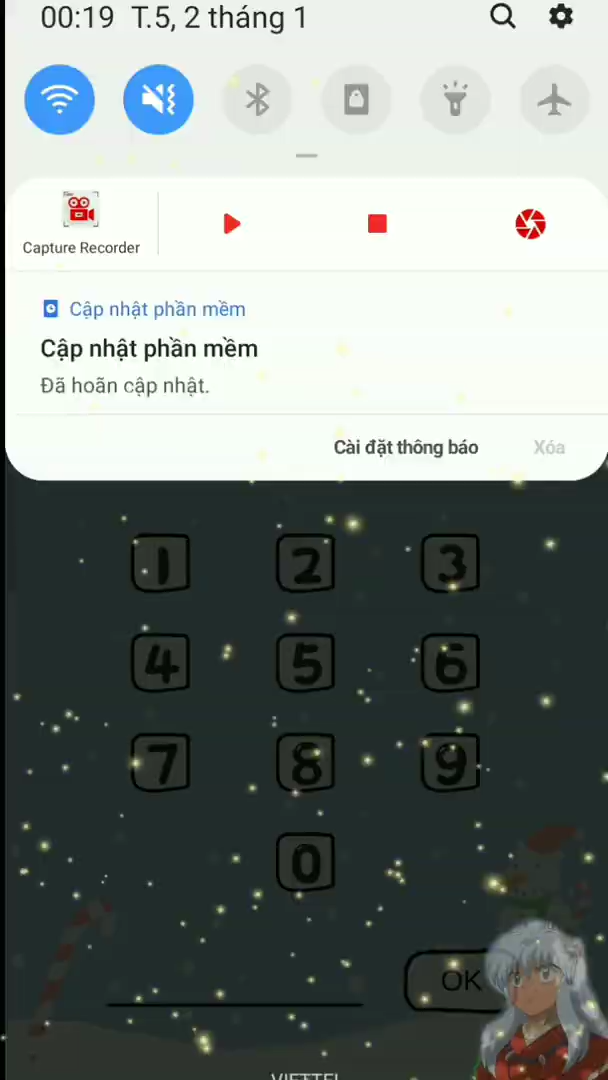 00:19 T.5, 2 tháng 1
Capture Recorder
Cập nhật phần mềm
Cập nhật phần mềm
Đã hoãn cập nhật.
Cài đặt thông báo Xóa
1 2 3
4 5 6
7 8 9
0
OK
VIETTEL